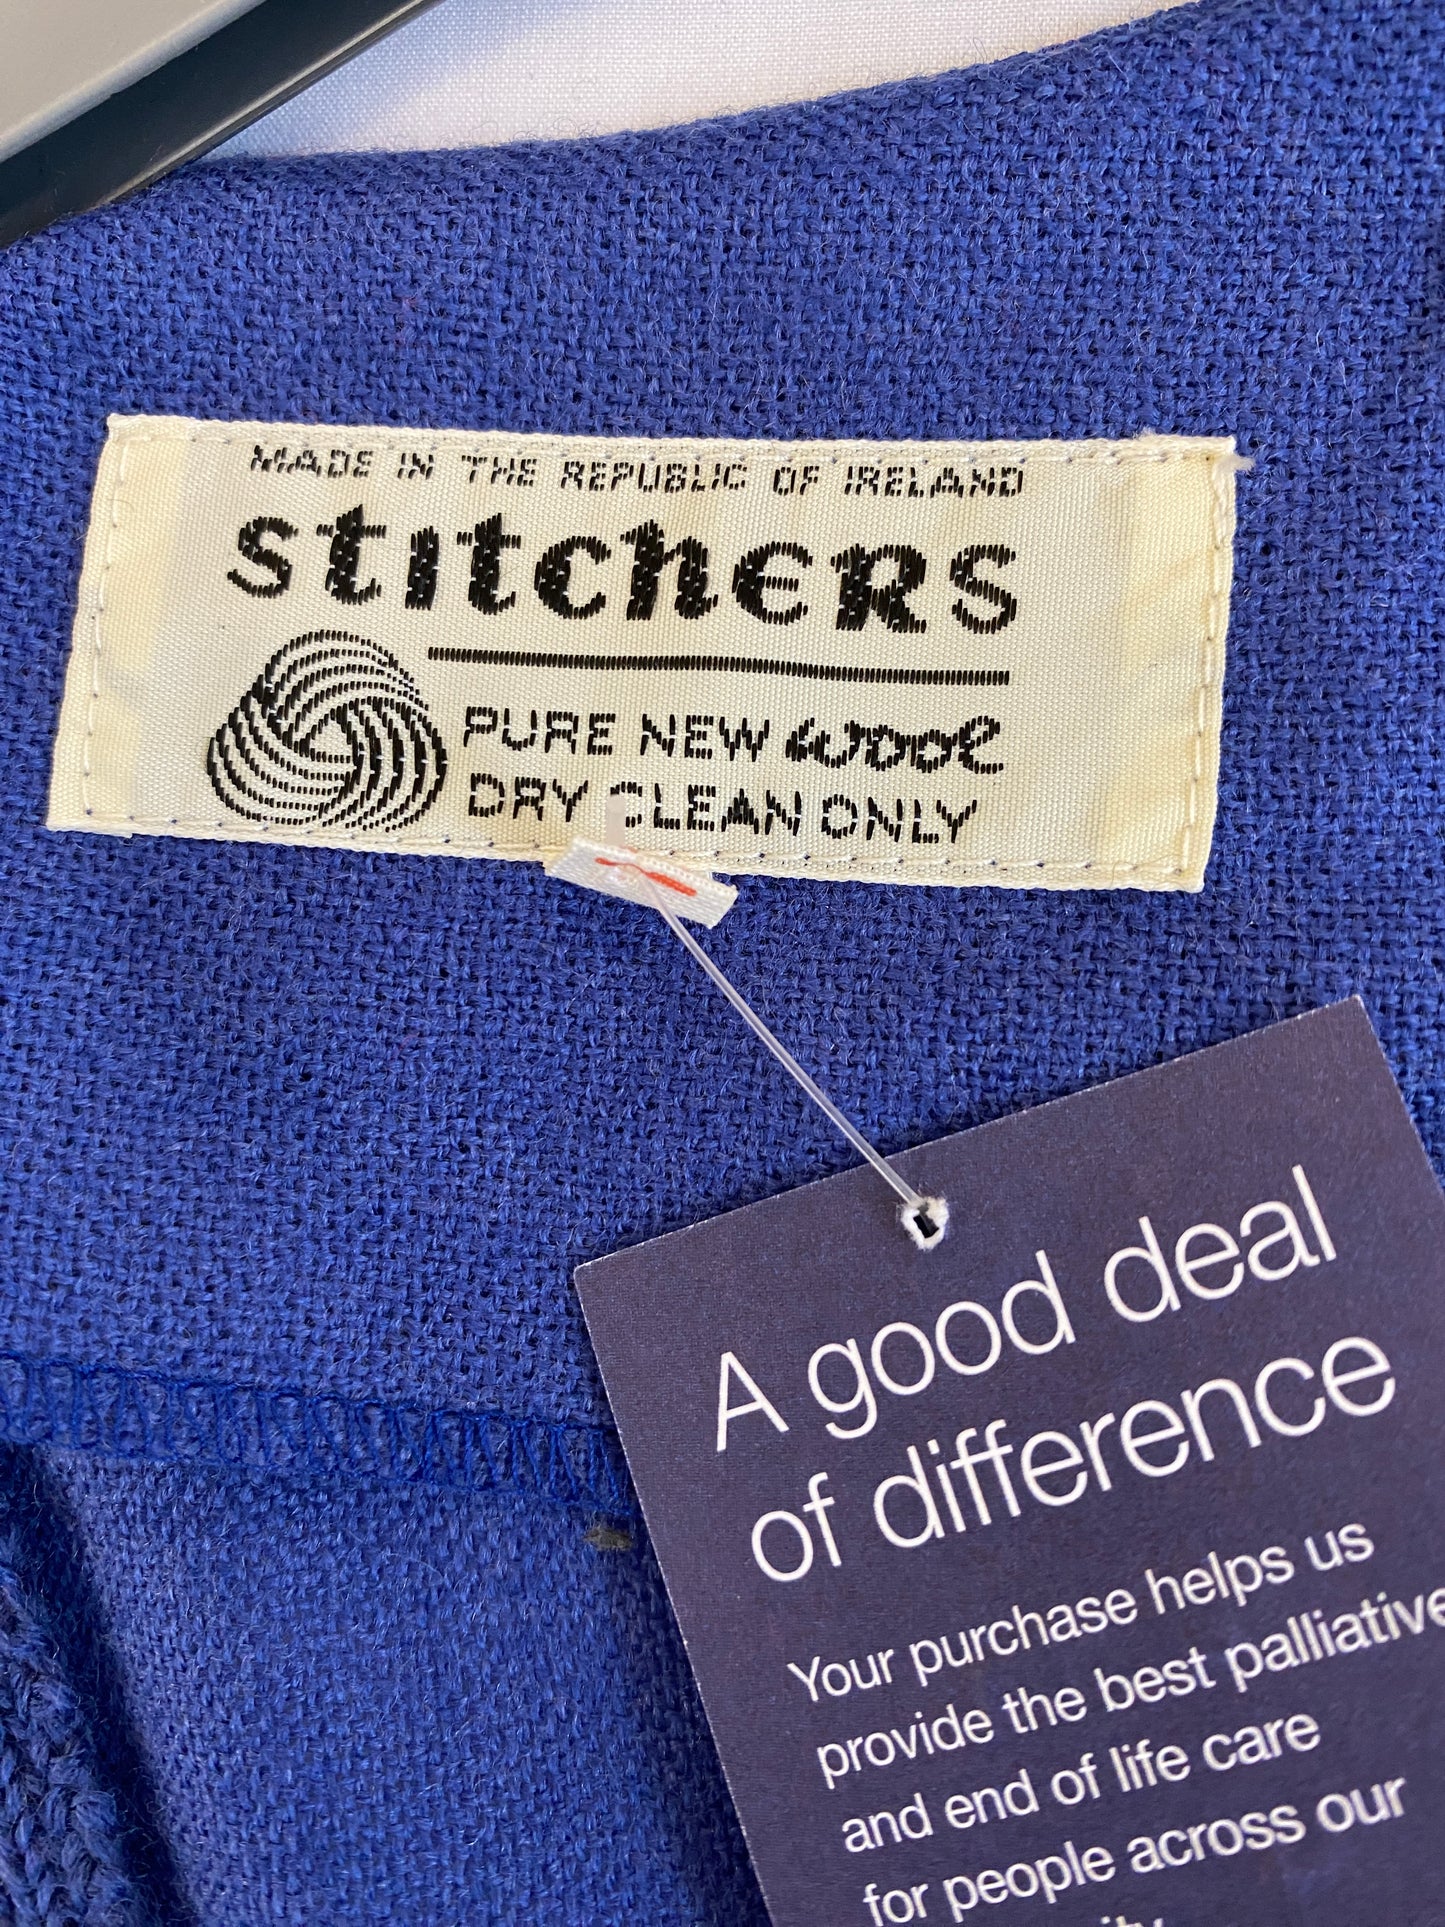 MADE IN THE REPUBLIC OF IRELAND
stitchers
PURE NEW wool
DRY CLEAN ONLY
A good deal
of difference
Your purchase helps us
provide the best palliative
and end of life care
for people across our